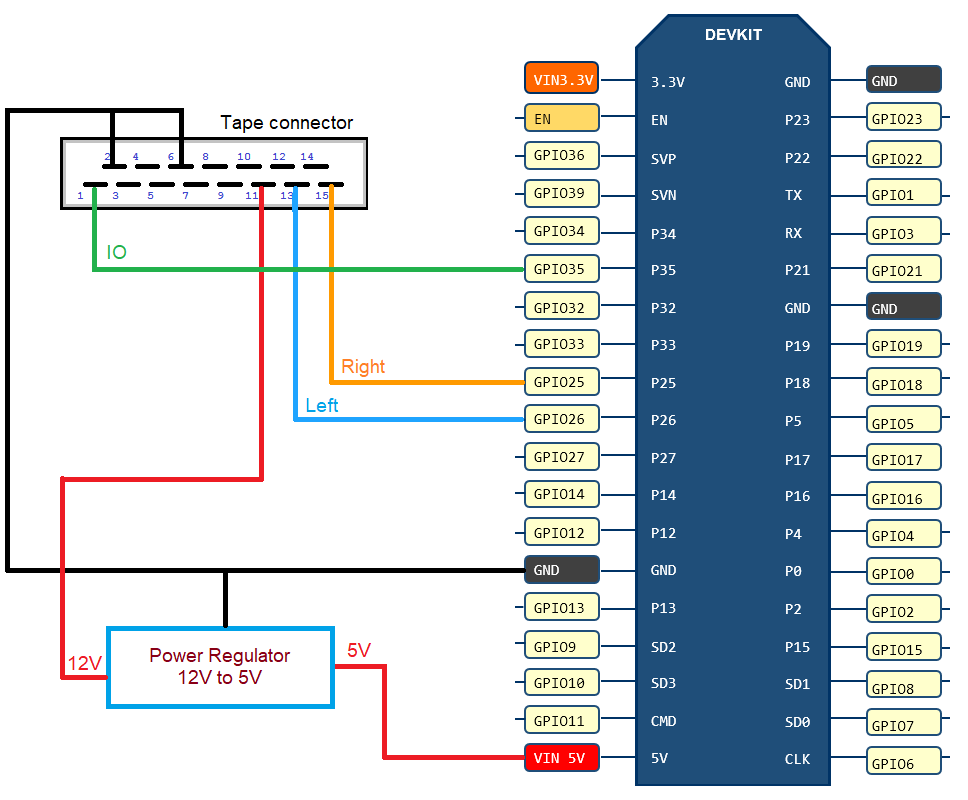 DEVKIT
Tape connector
2 4 6 8 10 12 14
1 3 5 7 9 11 13 15
IO
Right
Left
12V
Power Regulator
12V to 5V
5V
VIN3.3V 3.3V GND GND
EN EN P23 GPIO23
GPIO36 SVP P22 GPIO22
GPIO39 SVN TX GPIO1
GPIO34 P34 RX GPIO3
GPIO35 P35 P21 GPIO21
GPIO32 P32 GND GND
GPIO33 P33 P19 GPIO19
GPIO25 P25 P18 GPIO18
GPIO26 P26 P5 GPIO5
GPIO27 P27 P17 GPIO17
GPIO14 P14 P16 GPIO16
GPIO12 P12 P4 GPIO4
GND GND P0 GPIO0
GPIO13 P13 P2 GPIO2
GPIO9 SD2 P15 GPIO15
GPIO10 SD3 SD1 GPIO8
GPIO11 CMD SD0 GPIO7
VIN 5V 5V CLK GPIO6